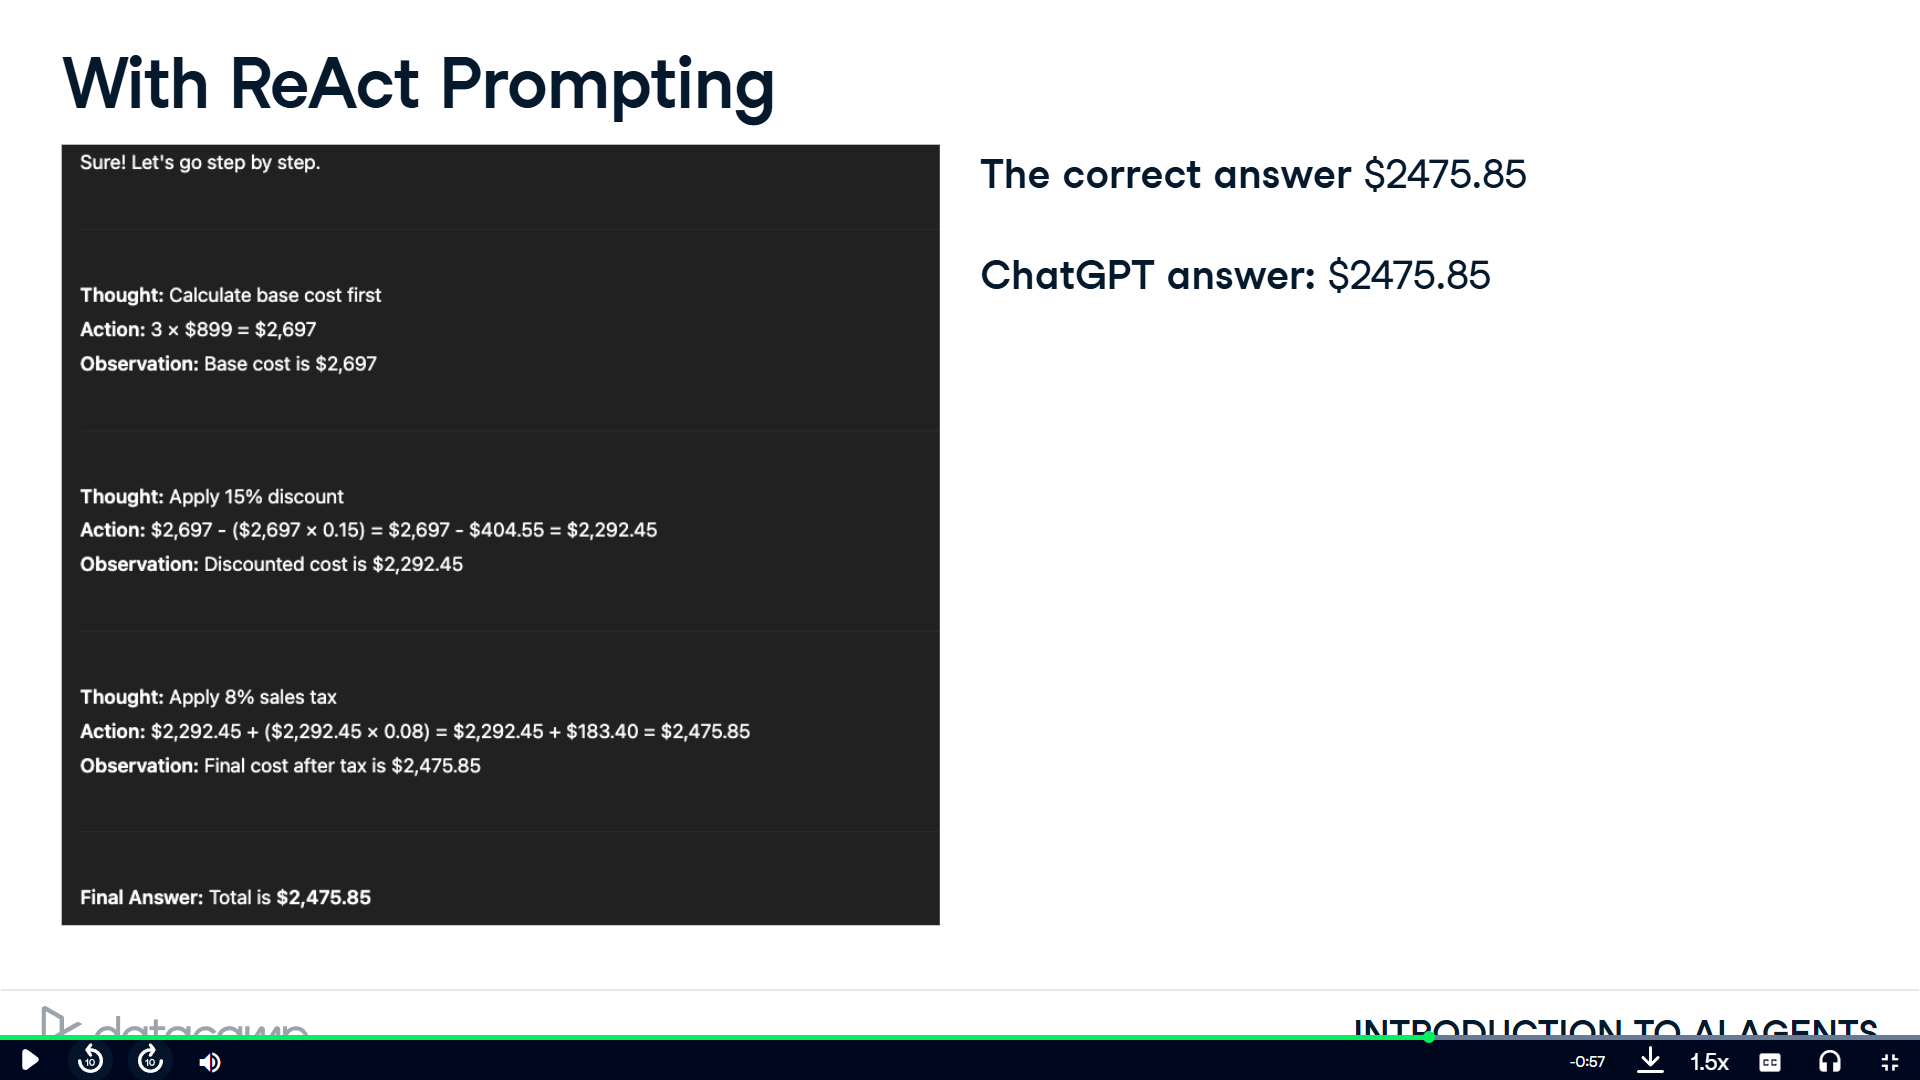 With ReAct Prompting
Sure! Let's go step by step.
Thought: Calculate base cost first
Action: 3 × $899 = $2,697
Observation: Base cost is $2,697
Thought: Apply 15% discount
Action: $2,697 - ($2,697 × 0.15) = $2,697 - $404.55 = $2,292.45
Observation: Discounted cost is $2,292.45
Thought: Apply 8% sales tax
Action: $2,292.45 + ($2,292.45 × 0.08) = $2,292.45 + $183.40 = $2,475.85
Observation: Final cost after tax is $2,475.85
Final Answer: Total is $2,475.85
The correct answer $2475.85
ChatGPT answer: $2475.85
datacamp
INTRODUCTION TO AI AGENTS
10
10
-0:57
1.5x
CC